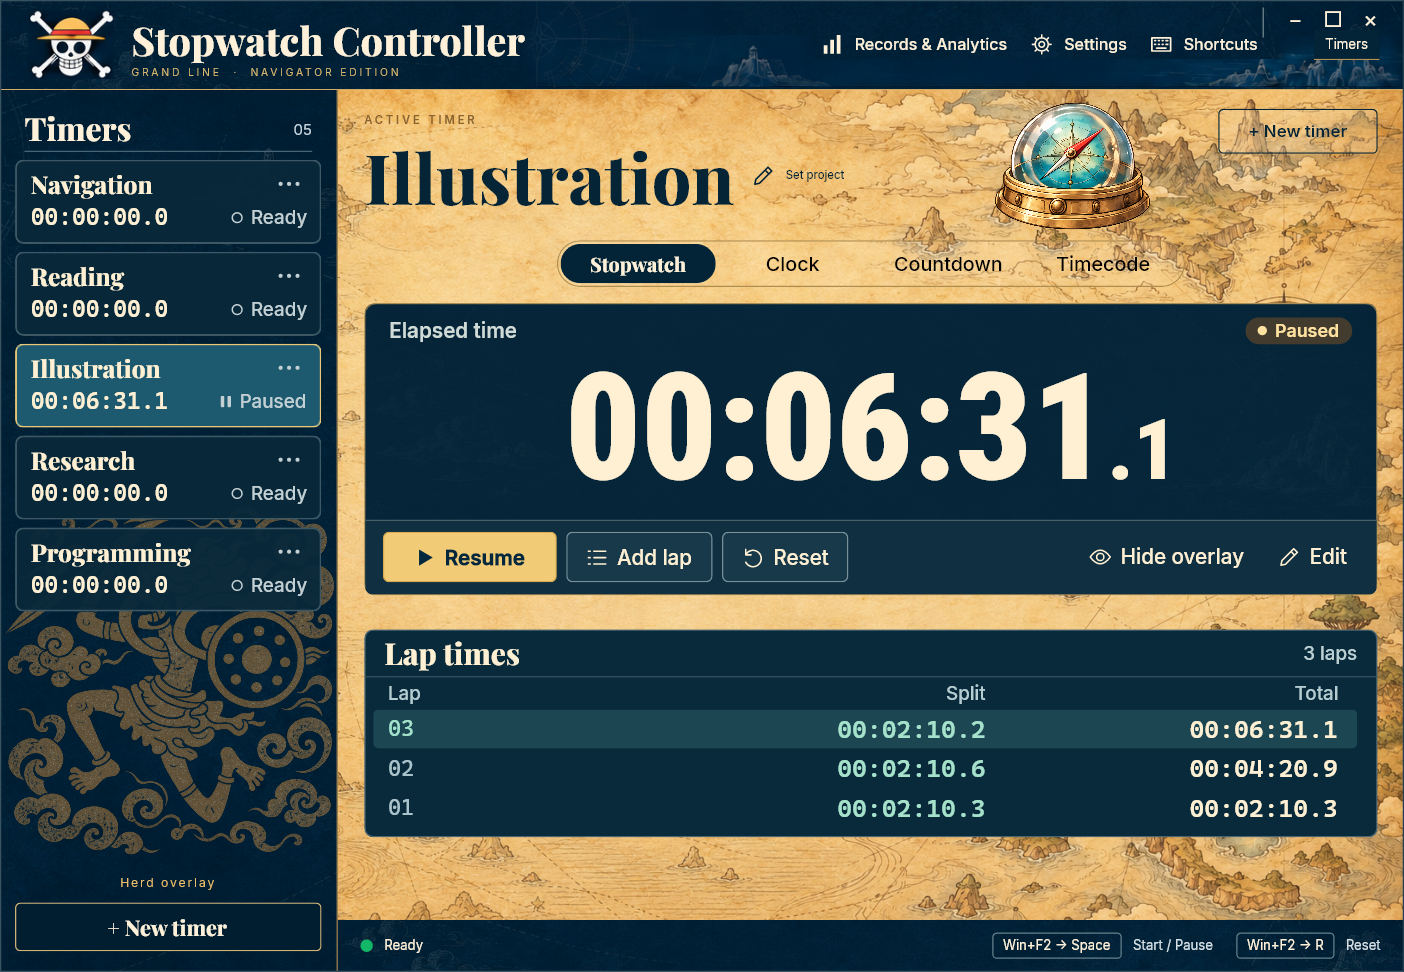 Stopwatch Controller
GRAND LINE · NAVIGATOR EDITION
Records & Analytics
Settings
Shortcuts
Timers
Timers
05
Navigation
00:00:00.0
Ready
Reading
00:00:00.0
Ready
Illustration
00:06:31.1
Paused
Research
00:00:00.0
Ready
Programming
00:00:00.0
Ready
Herd overlay
+ New timer
ACTIVE TIMER
Illustration
Set project
+ New timer
Stopwatch
Clock
Countdown
Timecode
Elapsed time
Paused
00:06:31.1
Resume
Add lap
Reset
Hide overlay
Edit
Lap times
3 laps
Lap Split Total
03 00:02:10.2 00:06:31.1
02 00:02:10.6 00:04:20.9
01 00:02:10.3 00:02:10.3
Ready
Win+F2 → Space
Start / Pause
Win+F2 → R
Reset